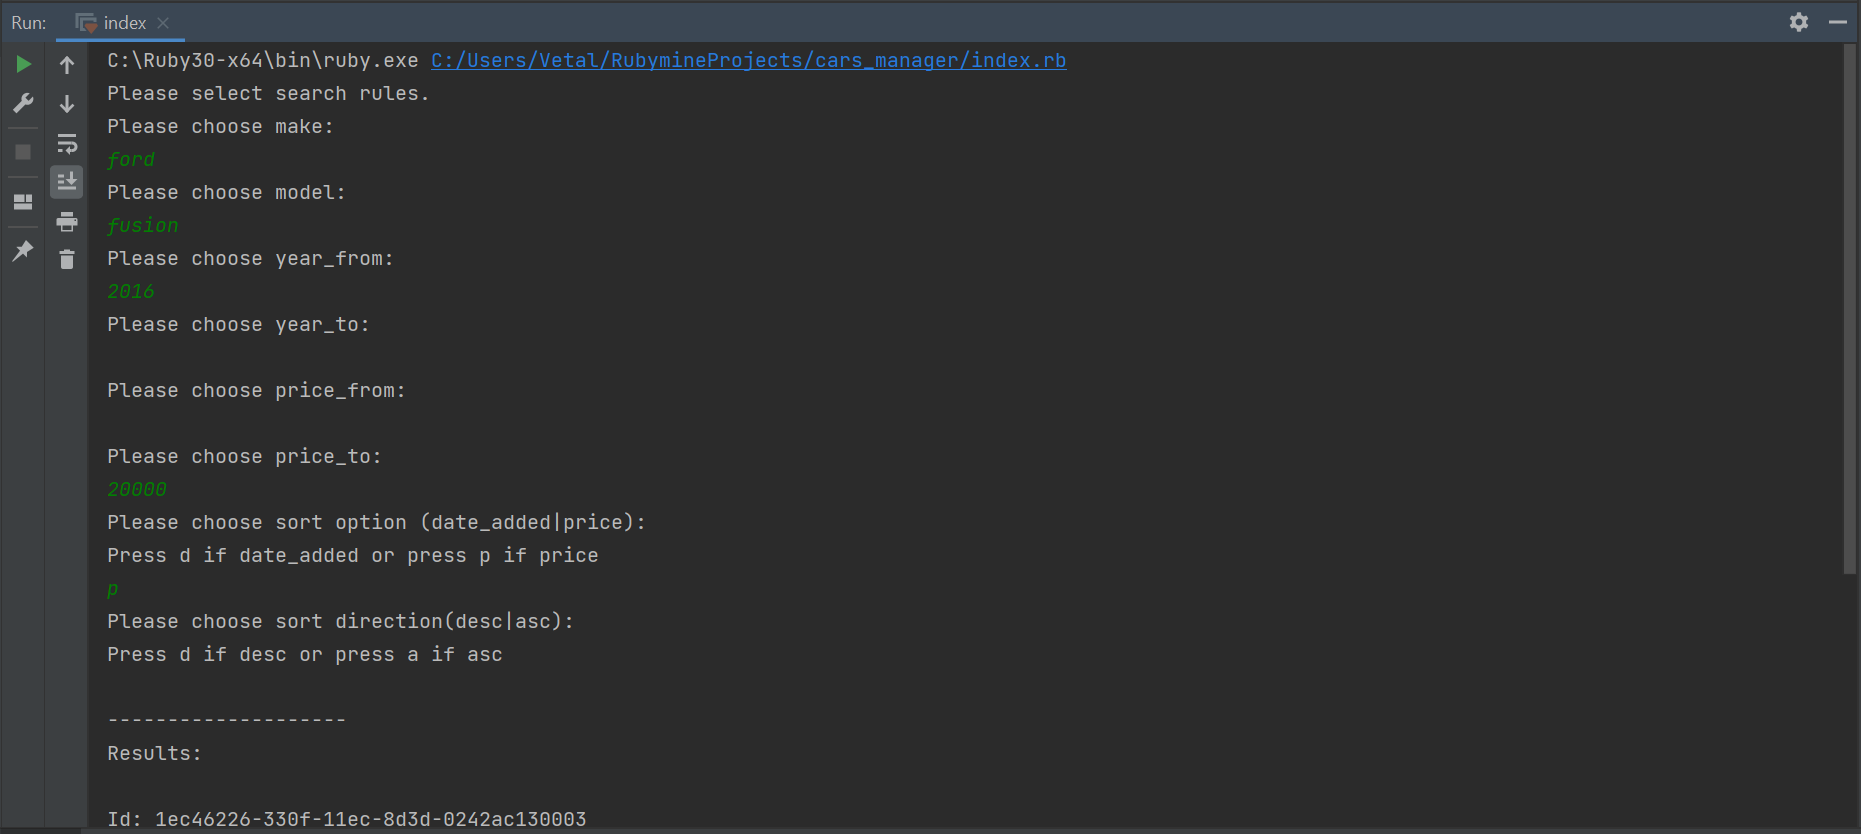 Run: index
C:\Ruby30-x64\bin\ruby.exe C:/Users/Vetal/RubymineProjects/cars_manager/index.rb
Please select search rules.
Please choose make:
ford
Please choose model:
fusion
Please choose year_from:
2016
Please choose year_to:
Please choose price_from:
Please choose price_to:
20000
Please choose sort option (date_added|price):
Press d if date_added or press p if price
p
Please choose sort direction(desc|asc):
Press d if desc or press a if asc
--------------------
Results:
Id: 1ec46226-330f-11ec-8d3d-0242ac130003